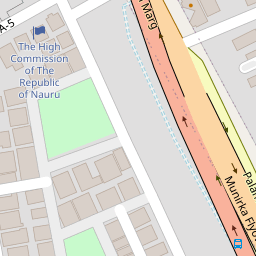 A-5
The High
Commission
of The
Republic
of Nauru
Marg
Munirka Flyo
Palam